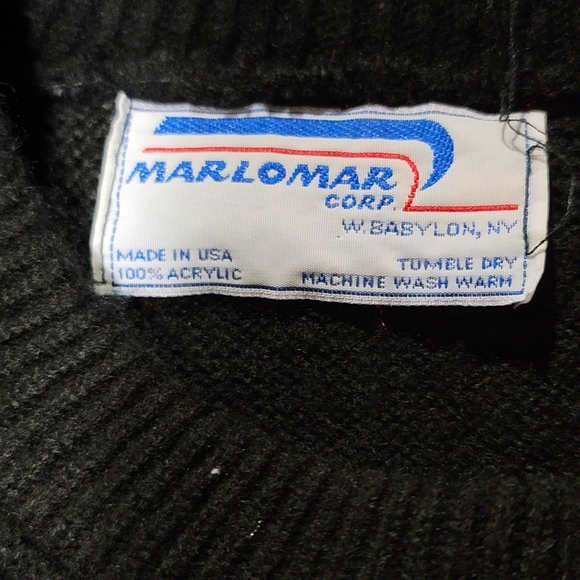 MARLOMAR
CORP.
W. BABYLON, NY
MADE IN USA
100% ACRYLIC
TUMBLE DRY
MACHINE WASH WARM